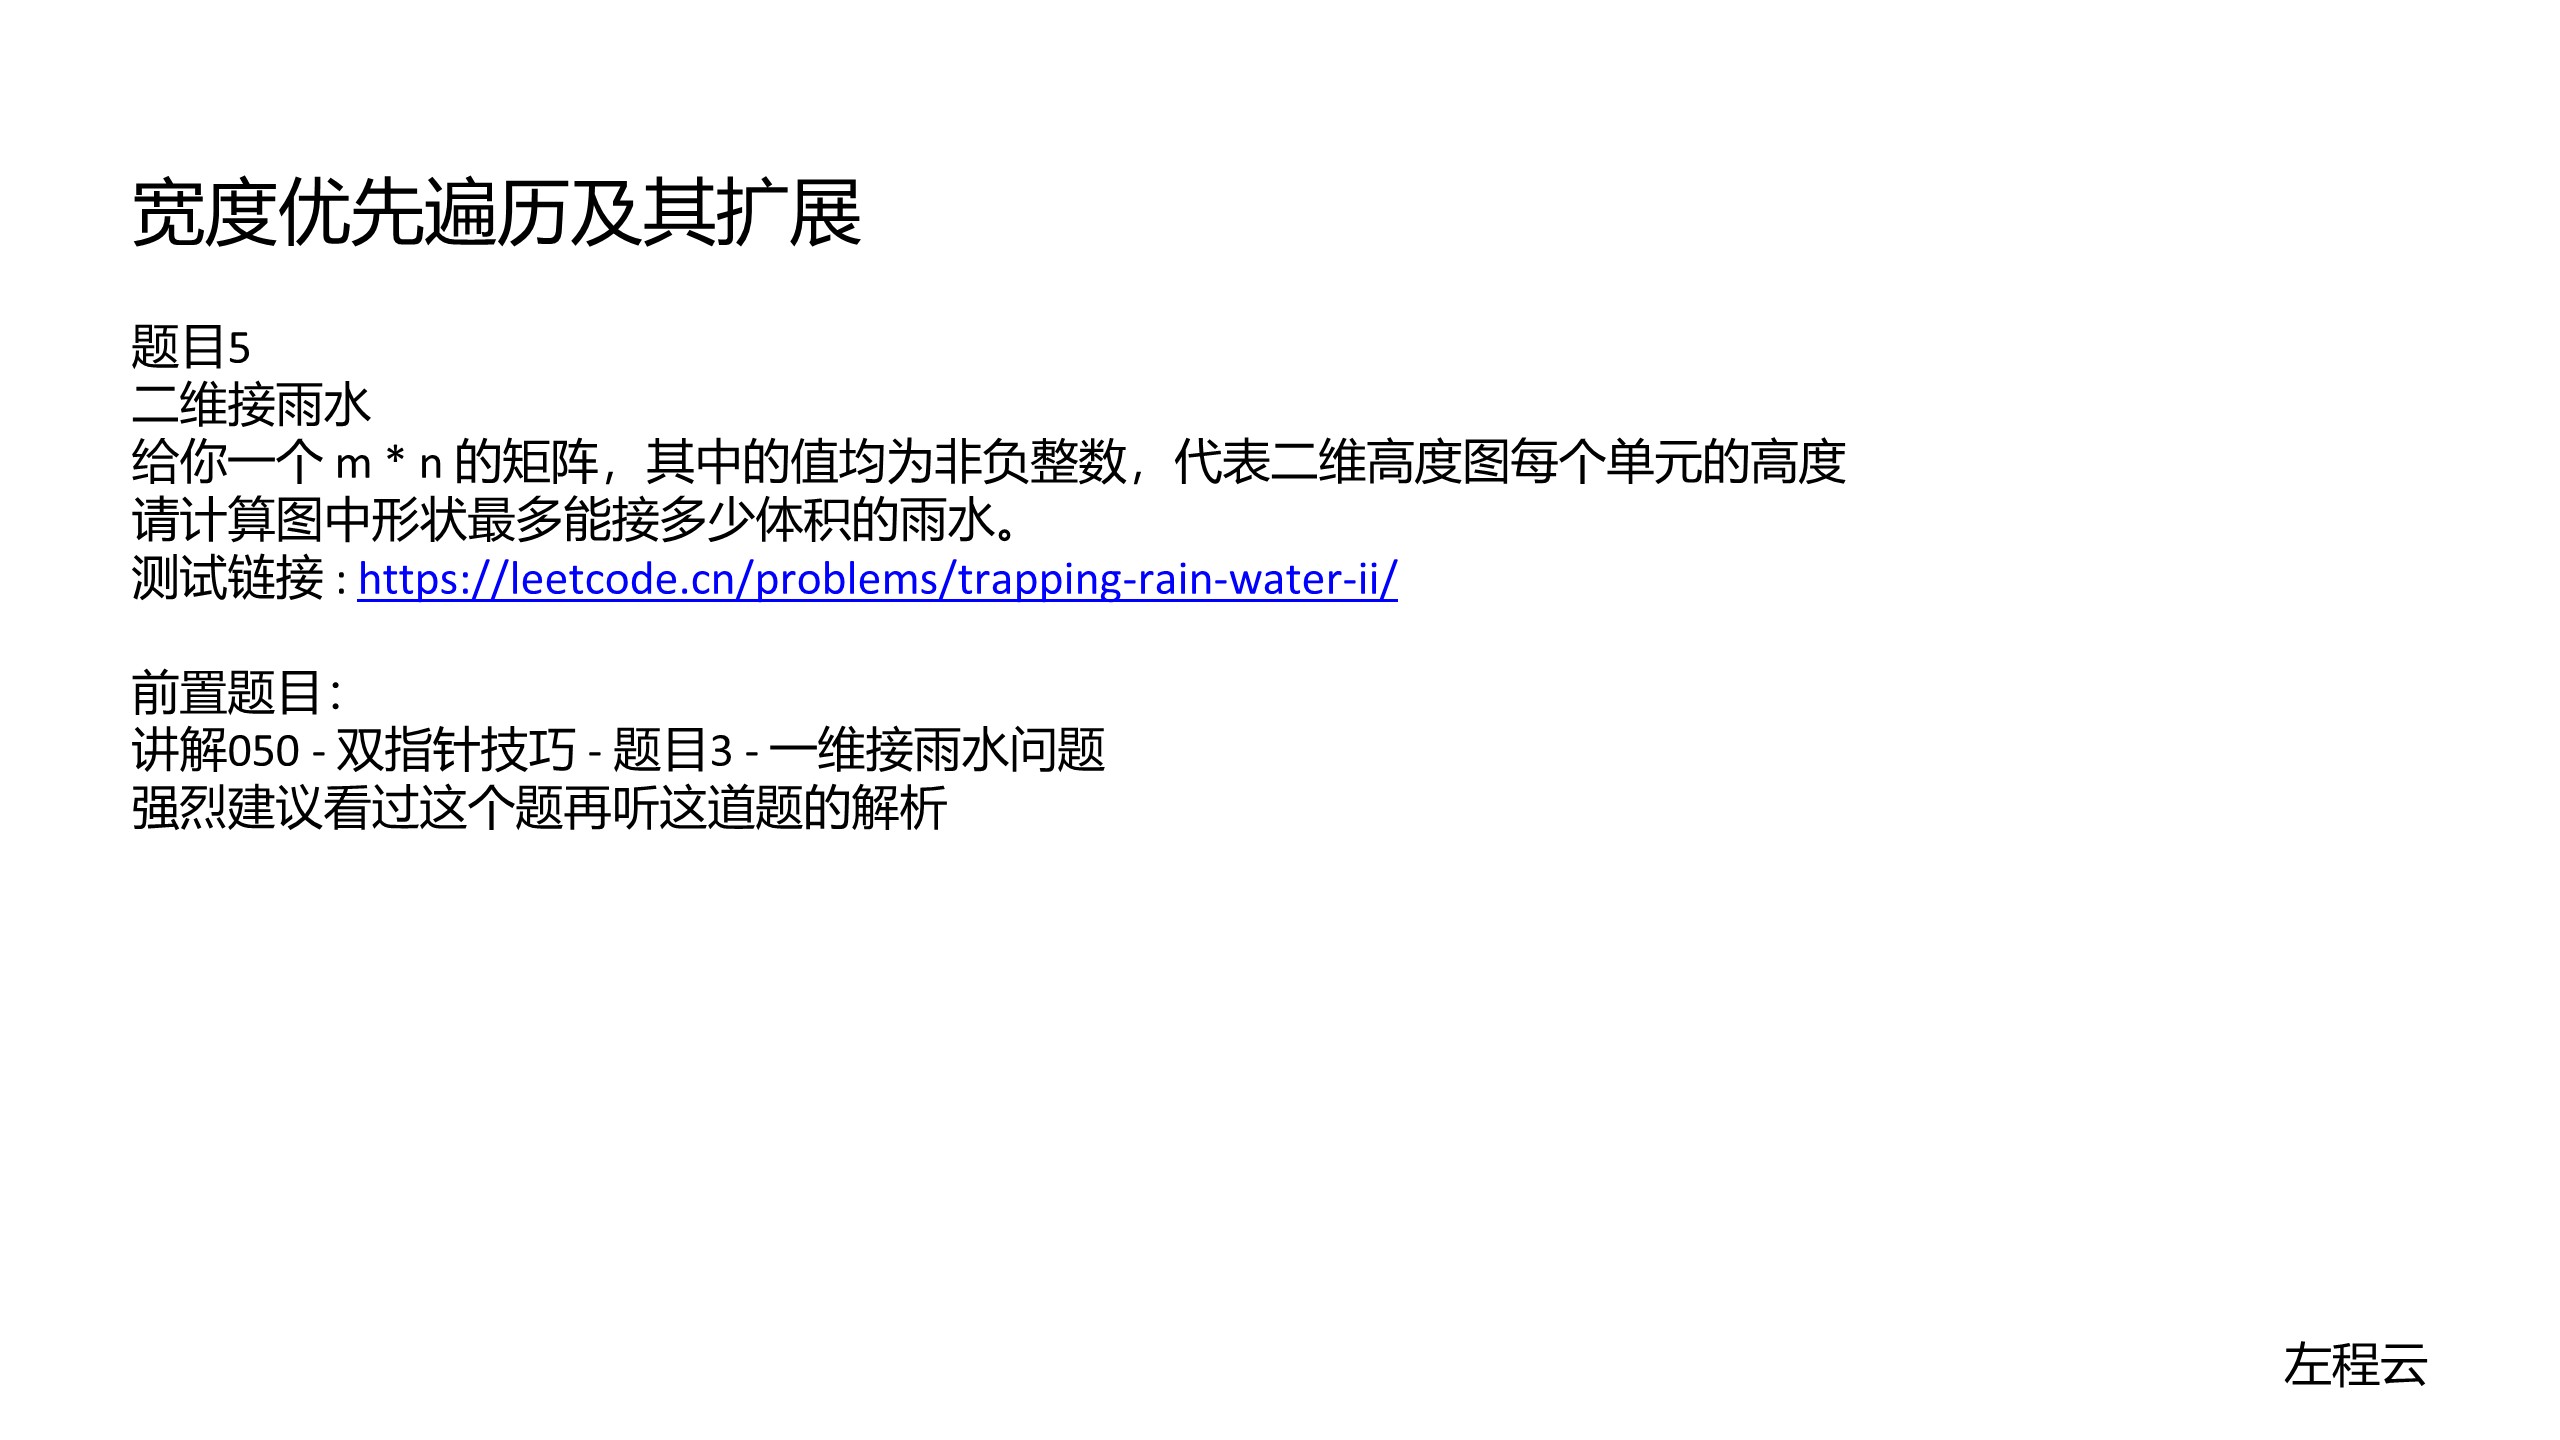 宽度优先遍历及其扩展
题目5
二维接雨水
给你一个 m * n 的矩阵，其中的值均为非负整数，代表二维高度图每个单元的高度
请计算图中形状最多能接多少体积的雨水。
测试链接 : https://leetcode.cn/problems/trapping-rain-water-ii/
前置题目：
讲解050 - 双指针技巧 - 题目3 - 一维接雨水问题
强烈建议看过这个题再听这道题的解析
左程云